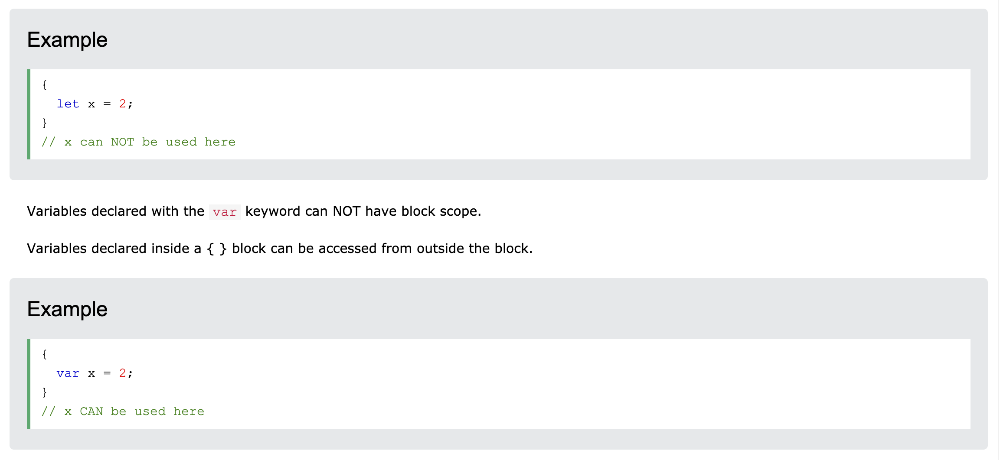 Example
{
  let x = 2;
}
// x can NOT be used here
Variables declared with the var keyword can NOT have block scope.
Variables declared inside a { } block can be accessed from outside the block.
Example
{
  var x = 2;
}
// x CAN be used here